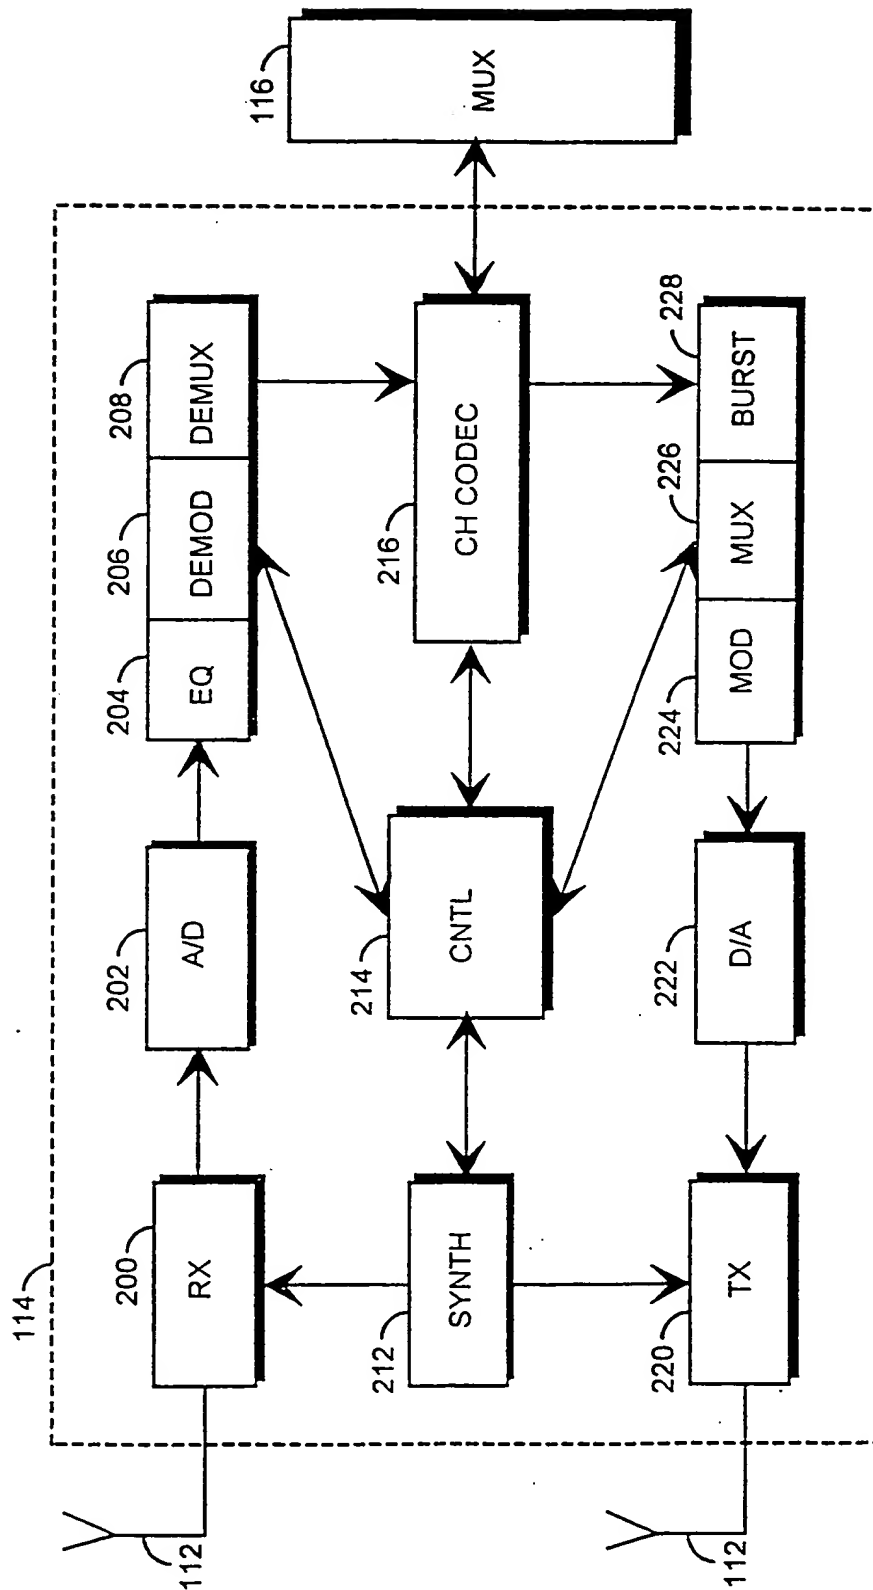 114
112
200
RX
202
A/D
204
EQ
206
DEMOD
208
DEMUX
212
SYNTH
214
CNTL
216
CH CODEC
116
MUX
112
220
TX
222
D/A
224
MOD
226
MUX
228
BURST